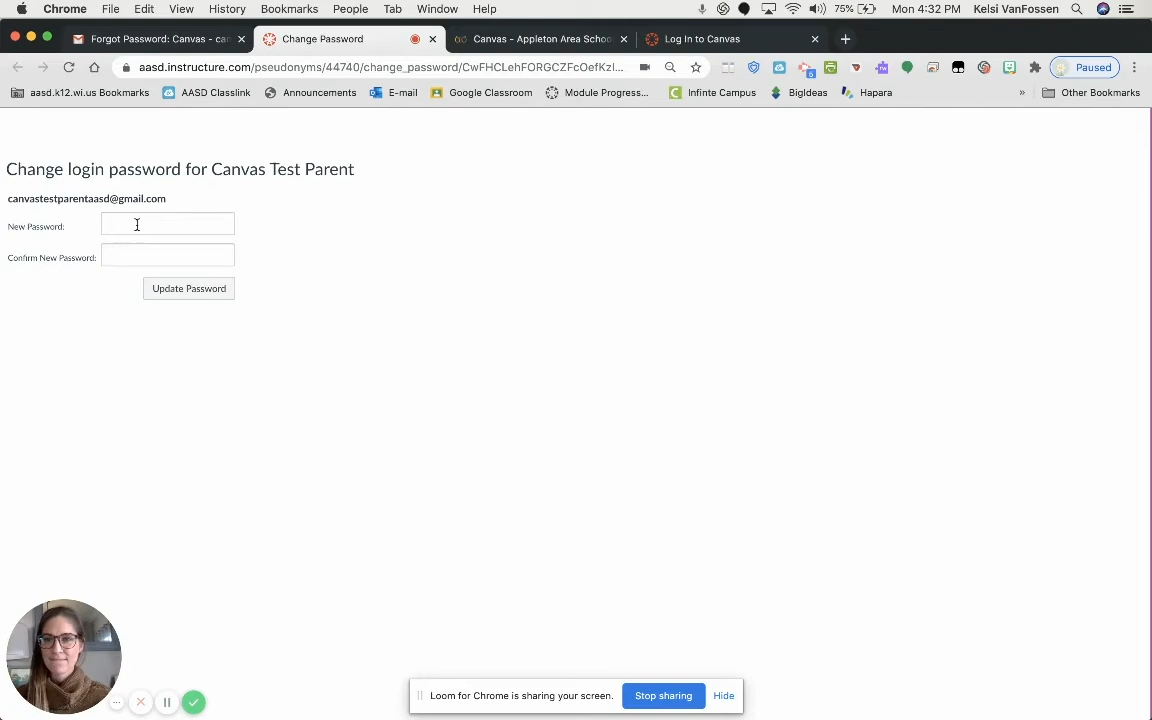 Chrome File Edit View History Bookmarks People Tab Window Help 75% Mon 4:32 PM Kelsi VanFossen
Forgot Password: Canvas - can Change Password Canvas - Appleton Area Schoo Log In to Canvas
aasd.instructure.com/pseudonyms/44740/change_password/CwFHCLehFORGCZFcOefKzl... 5 Paused
aasd.k12.wi.us Bookmarks AASD Classlink Announcements E-mail Google Classroom Module Progress... Infinte Campus BigIdeas Hapara » Other Bookmarks
Change login password for Canvas Test Parent
canvastestparentaasd@gmail.com
New Password:
Confirm New Password:
Update Password
Loom for Chrome is sharing your screen. Stop sharing Hide